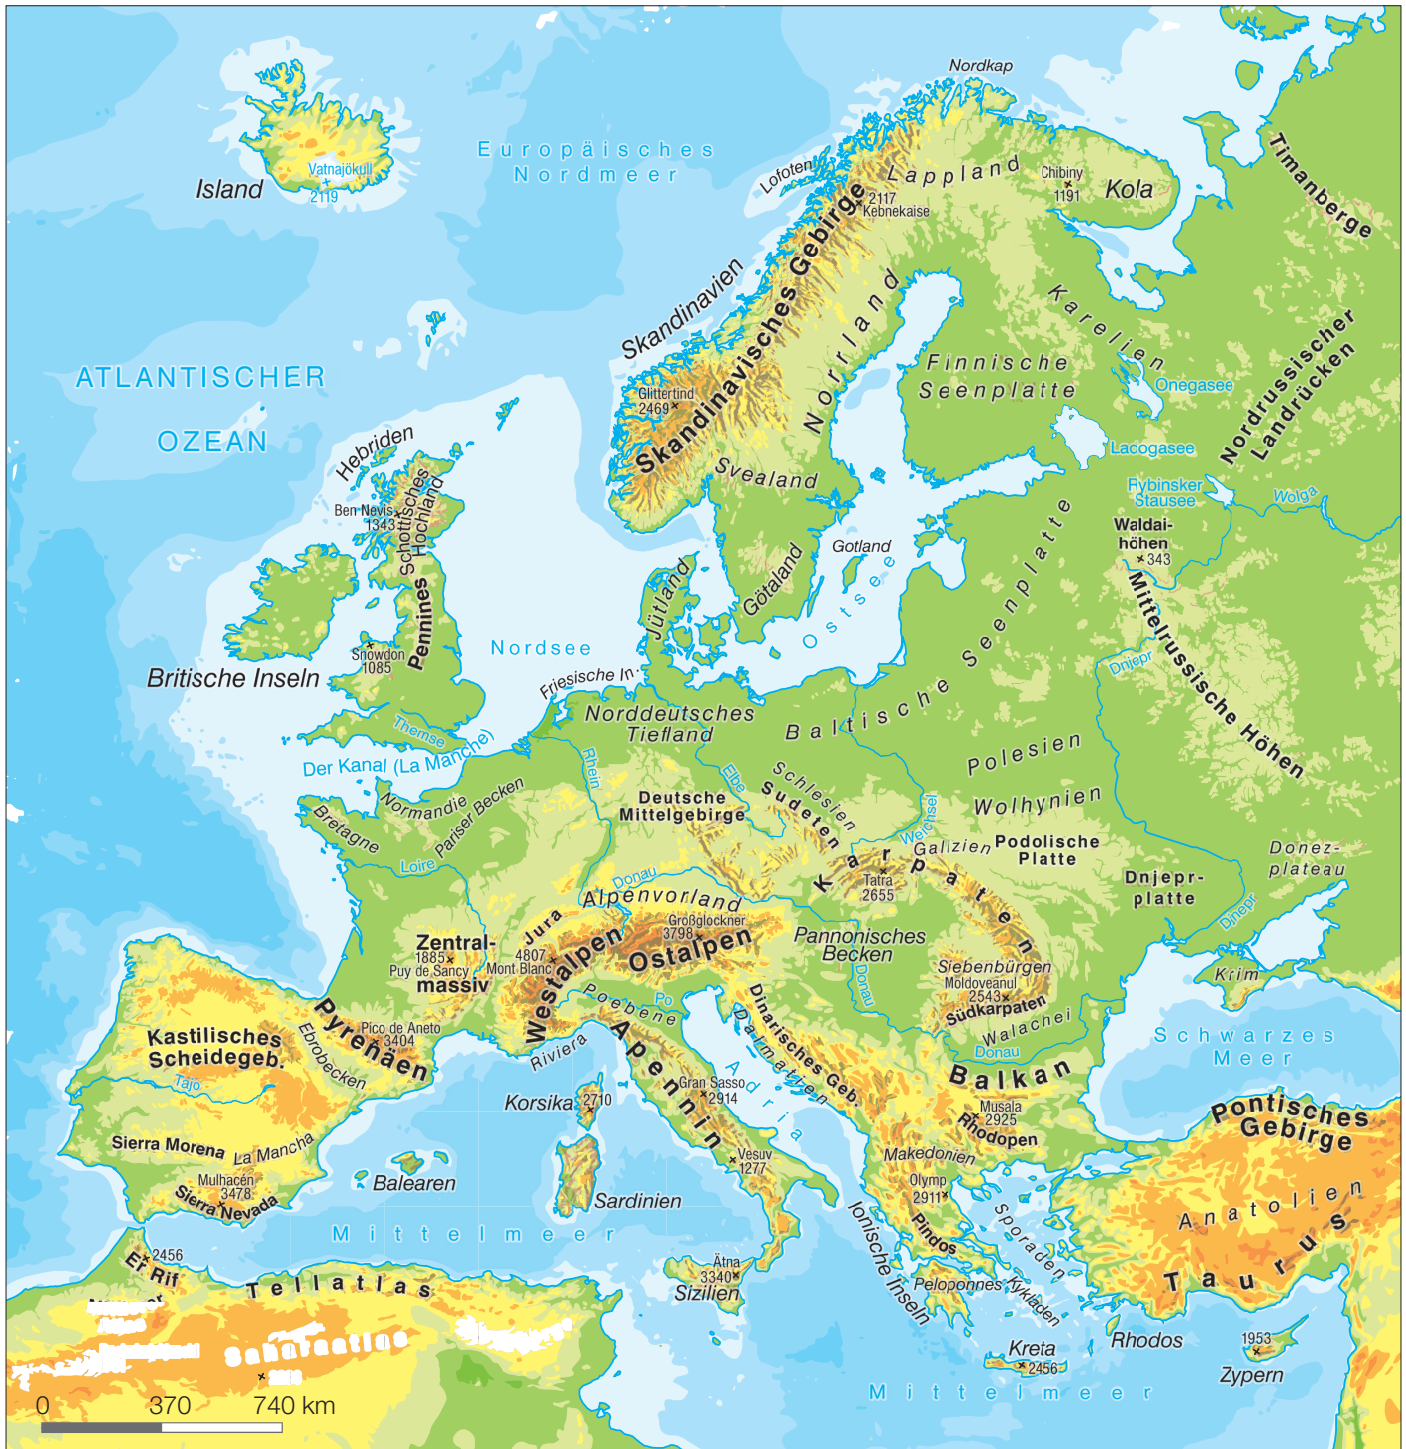 Nordkap
Europäisches
Nordmeer
Vatnajökull
2119
Island
Lofoten
Lappland
Chibiny
1191
Kola
Timanberge
2117
Kebnekaise
Skandinavisches Gebirge
Skandinavien
Norrland
Karelien
Finnische
Seenplatte
Onegasee
Nordrussischer
Landrücken
ATLANTISCHER
OZEAN
Glittertind
2469
Hebriden
Lacogasee
Svealand
Rybinsker
Stausee
Wolga
Schottisches
Hochland
Ben Nevis
1343
Waldai-
höhen
343
Gotland
Götaland
Jütland
Ostsee
Baltische Seenplatte
Mittelrussische Höhen
Pennines
Snowdon
1085
Nordsee
Britische Inseln
Friesische In.
Dnjepr
Norddeutsches
Tiefland
Themse
Der Kanal (La Manche)
Rhein
Elbe
Polesien
Schlesien
Sudeten
Deutsche
Mittelgebirge
Wolhynien
Weichsel
Normandie
Pariser Becken
Bretagne
Galizien
Podolische
Platte
Donez-
plateau
Loire
Karpaten
Tatra
2655
Dnjepr-
platte
Donau
Alpenvorland
Dnepr
Großglockner
3798
Ostalpen
Jura
Zentral-
1885
Puy de Sancy
massiv
4807
Mont Blanc
Westalpen
Pannonisches
Becken
Donau
Siebenbürgen
Moldoveanul
2543
Südkarpaten
Krim
Walachei
Donau
Po
Poebene
Dinarisches Geb.
Dalmatien
Pyrenäen
Pico de Aneto
3404
Kastilisches
Scheidegeb.
Ebrobecken
Riviera
Apennin
Adria
Schwarzes
Meer
Balkan
Tajo
Gran Sasso
2914
Korsika
2710
Musala
2925
Rhodopen
Pontisches
Gebirge
Sierra Morena
La Mancha
Makedonien
Vesuv
1277
Mulhacén
3478
Sierra Nevada
Balearen
Sardinien
Olymp
2911
Pindos
Anatolien
Mittelmeer
Ionische Inseln
Sporaden
2456
Er Rif
Tellatlas
Ätna
3340
Sizilien
Peloponnes
Kykladen
Taurus
Rhodos
1953
Zypern
Kreta
2456
Saharaatlas
Mittelmeer
0 370 740 km